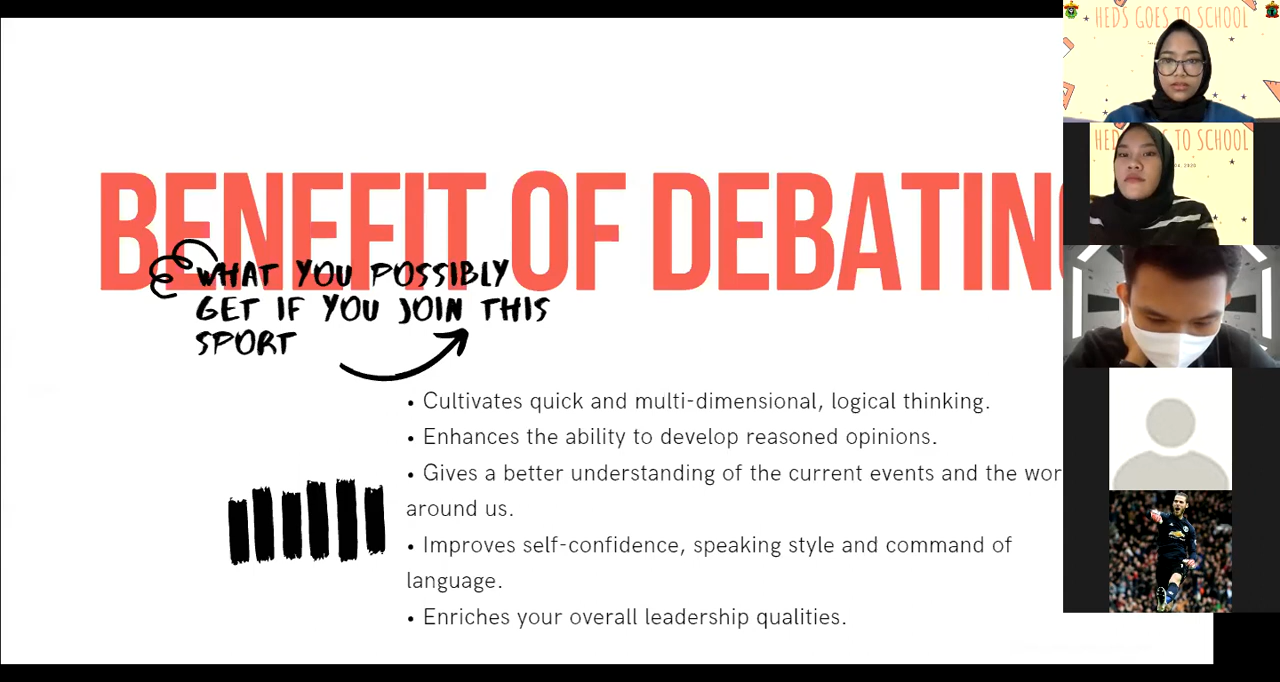 BENEFIT OF DEBATIN
WHAT YOU POSSIBLY
GET IF YOU JOIN THIS
SPORT
• Cultivates quick and multi-dimensional, logical thinking.
• Enhances the ability to develop reasoned opinions.
• Gives a better understanding of the current events and the wor
around us.
• Improves self-confidence, speaking style and command of
language.
• Enriches your overall leadership qualities.
HEDS GOES TO SCHOOL
HED TO SCHOOL
2020